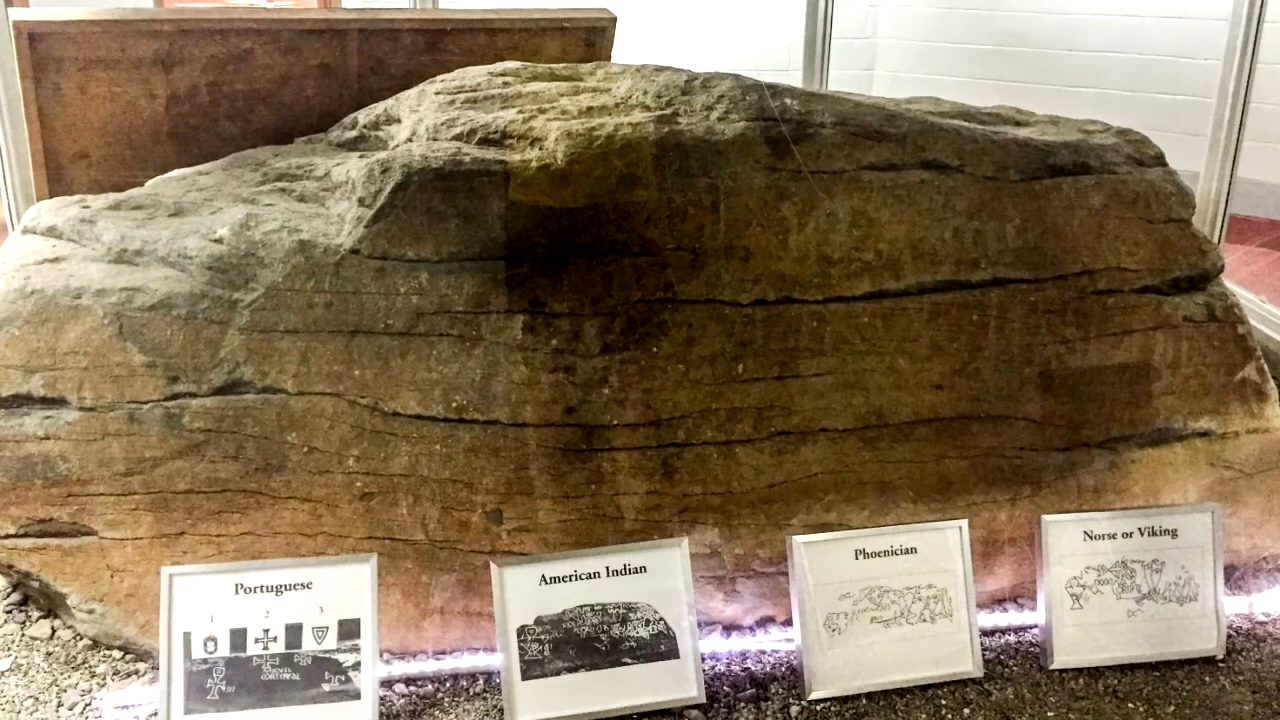 Portuguese
1 2 3
American Indian
Phoenician
Norse or Viking